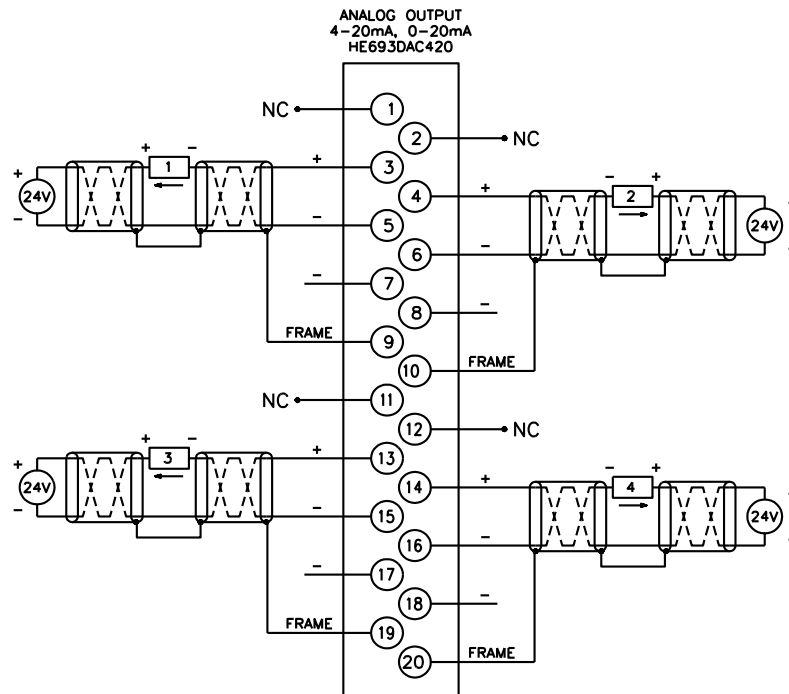 ANALOG OUTPUT
4-20mA, 0-20mA
HE693DAC420
NC 1
2 NC
+ - + 3
+ 1
24V
4 + - +
2 +
24V
- - 5
6 - -
- 7
8 -
FRAME 9
10 FRAME
NC 11
12 NC
+ - + 13
+ 3
24V
14 + - +
4 +
24V
- - 15
16 - -
- 17
18 -
FRAME 19
20 FRAME